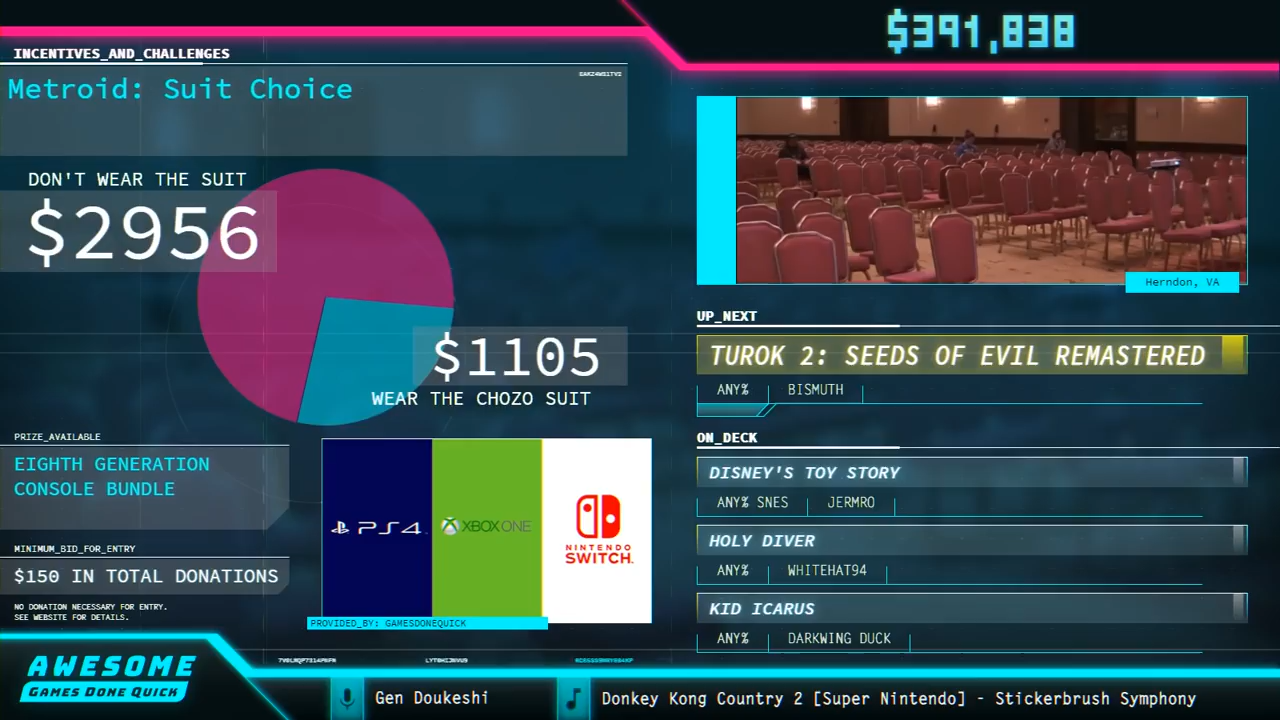 $391,838
INCENTIVES_AND_CHALLENGES
Metroid: Suit Choice
DON'T WEAR THE SUIT
$2956
$1105
WEAR THE CHOZO SUIT
PRIZE_AVAILABLE
EIGHTH GENERATION
CONSOLE BUNDLE
MINIMUM_BID_FOR_ENTRY
$150 IN TOTAL DONATIONS
NO DONATION NECESSARY FOR ENTRY.
SEE WEBSITE FOR DETAILS.
PS4
XBOX ONE
NINTENDO
SWITCH
PROVIDED_BY: GAMESDONEQUICK
Herndon, VA
UP_NEXT
TUROK 2: SEEDS OF EVIL REMASTERED
ANY% BISMUTH
ON_DECK
DISNEY'S TOY STORY
ANY% SNES JERMRO
HOLY DIVER
ANY% WHITEHAT94
KID ICARUS
ANY% DARKWING DUCK
AWESOME
GAMES DONE QUICK
Gen Doukeshi
Donkey Kong Country 2 [Super Nintendo] - Stickerbrush Symphony